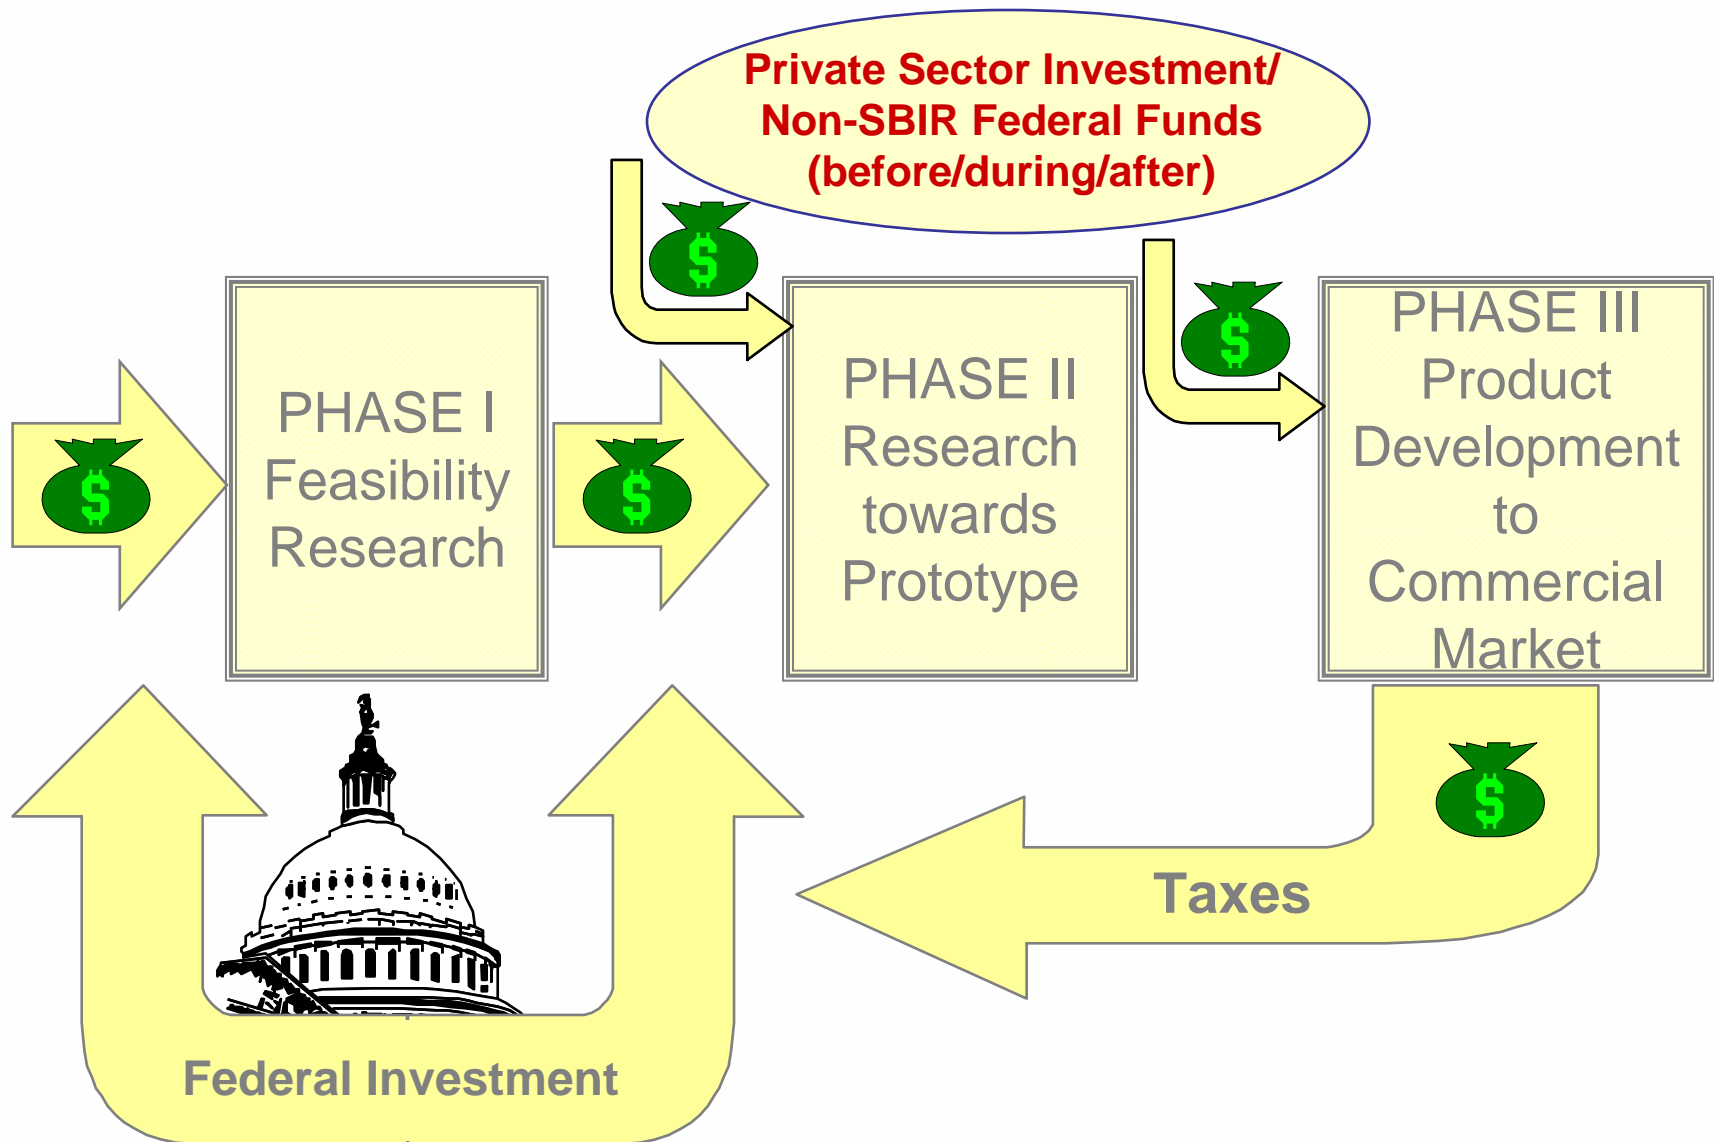 Private Sector Investment/
Non-SBIR Federal Funds
(before/during/after)
PHASE I
Feasibility
Research
PHASE II
Research
towards
Prototype
PHASE III
Product
Development
to
Commercial
Market
Taxes
Federal Investment
$
$
$
$
$